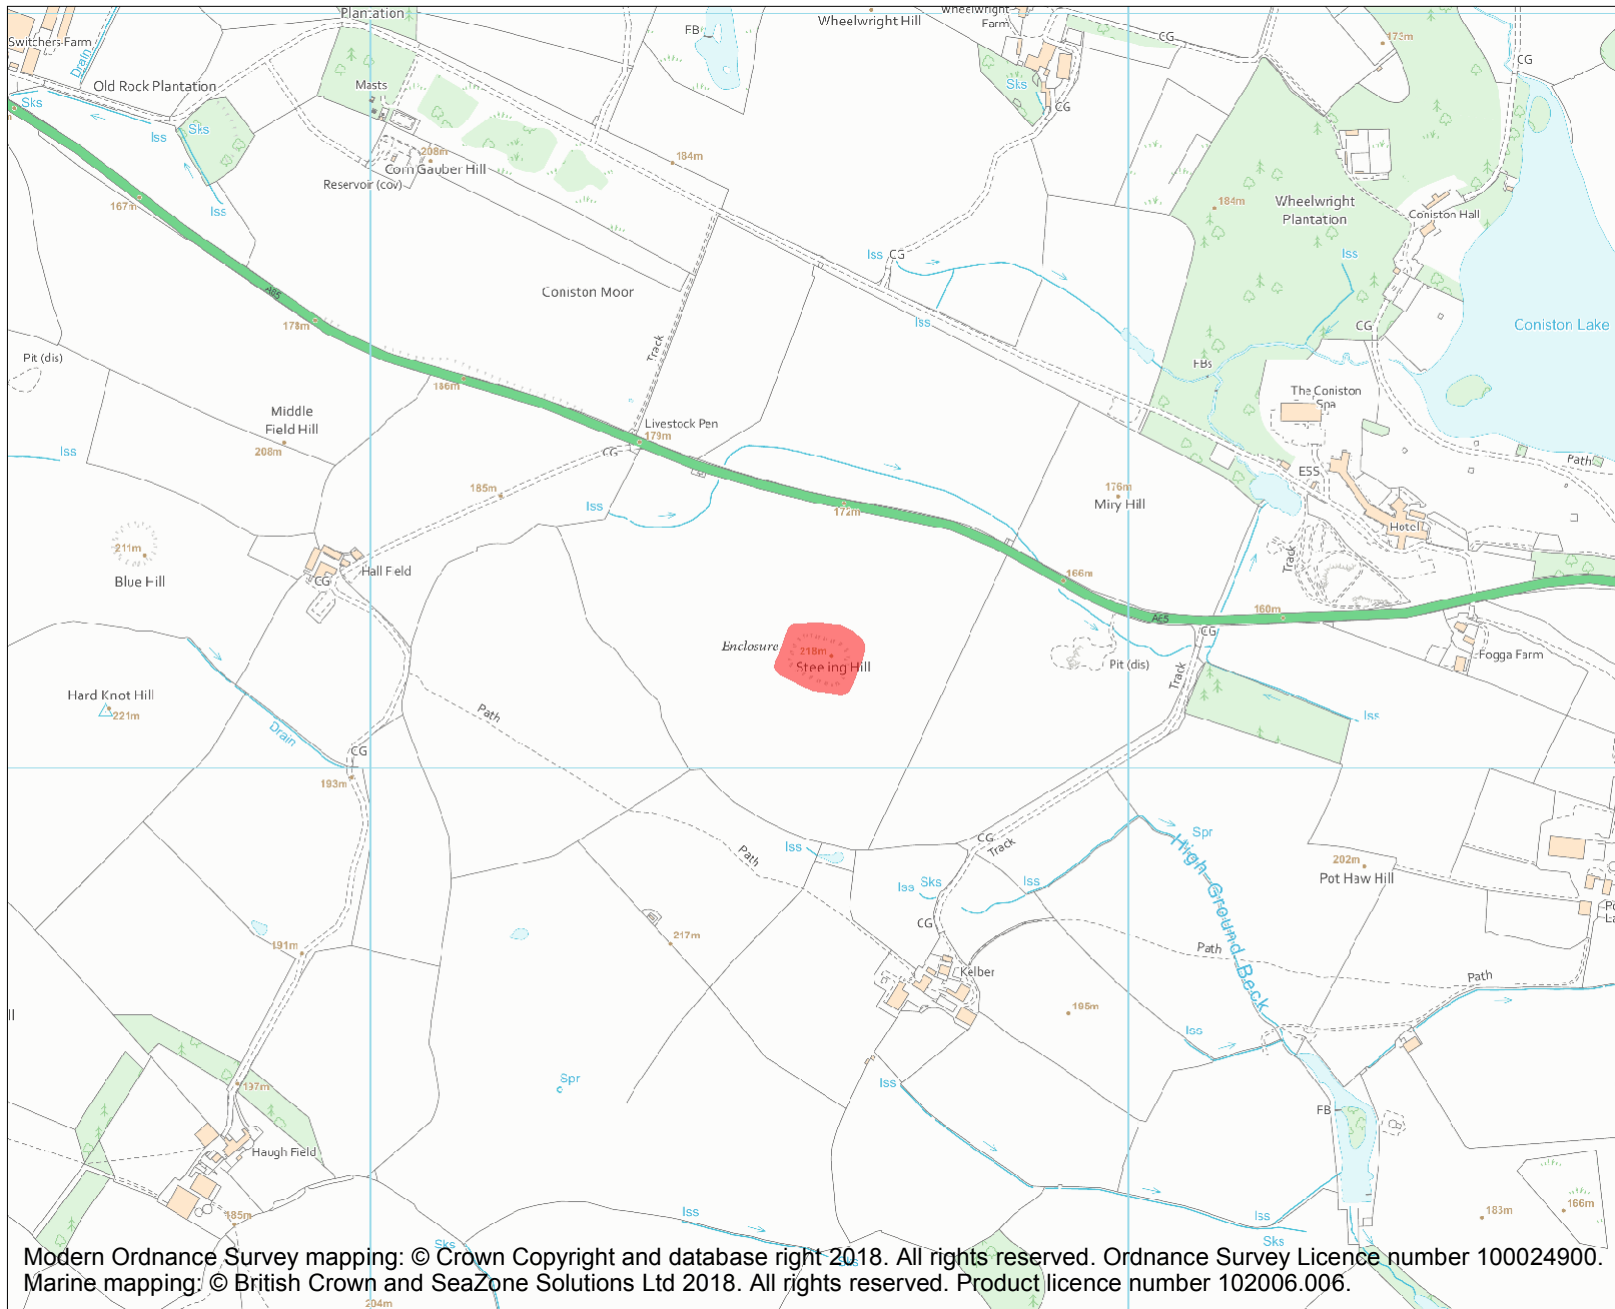 Plantation
Wheelwright Hill
Wheelwright
Farm
FB
CG
173m
Switchers Farm
Drain
CG
Old Rock Plantation
Masts
Sks
CG
Sks
Iss
Sks
208m
Corn Gauber Hill
184m
Reservoir (cov)
167m
Iss
184m
Wheelwright
Plantation
Coniston Hall
Iss
CG
Iss
Coniston Moor
A65
178m
Iss
CG
Coniston Lake
Track
Pit (dis)
186m
FBs
The Coniston
Spa
Middle
Field Hill
208m
Livestock Pen
179m
CG
Iss
Path
ESS
185m
176m
Miry Hill
Iss
172m
Hotel
211m
Blue Hill
Hall Field
CG
Track
166m
160m
A65
CG
Enclosure
218m
Steeling Hill
Pit (dis)
Fogga Farm
Track
Hard Knot Hill
221m
Path
Iss
Drain
CG
193m
CG
Track
Spr
High Ground Beck
Iss
Path
202m
Pot Haw Hill
Iss
Sks
Iss
CG
217m
191m
Path
Kelber
Path
195m
Iss
Spr
Iss
197m
FB
Haugh Field
185m
Iss
Iss
183m
166m
Sks
Sks
Sks
Modern Ordnance Survey mapping: © Crown Copyright and database right 2018. All rights reserved. Ordnance Survey Licence number 100024900.
Marine mapping: © British Crown and SeaZone Solutions Ltd 2018. All rights reserved. Product licence number 102006.006.
204m